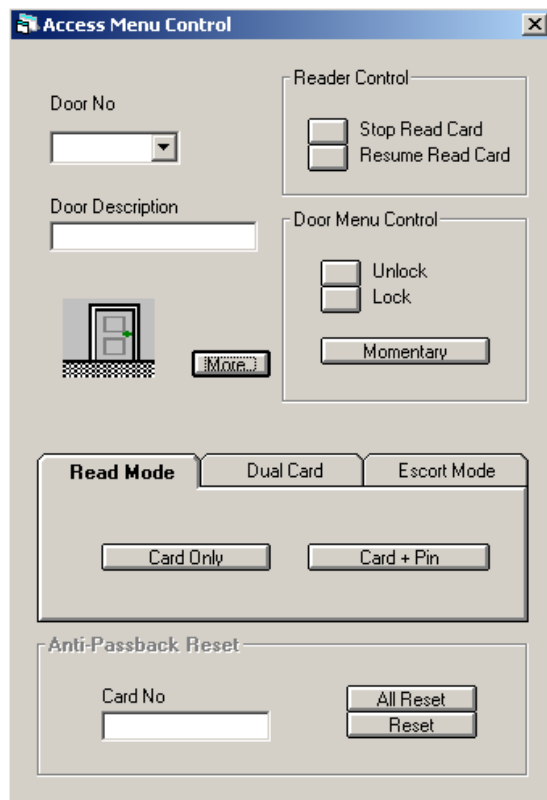 Access Menu Control
Door No
Door Description
More..
Reader Control
Stop Read Card
Resume Read Card
Door Menu Control
Unlock
Lock
Momentary
Read Mode
Dual Card
Escort Mode
Card Only
Card + Pin
Anti-Passback Reset
Card No
All Reset
Reset